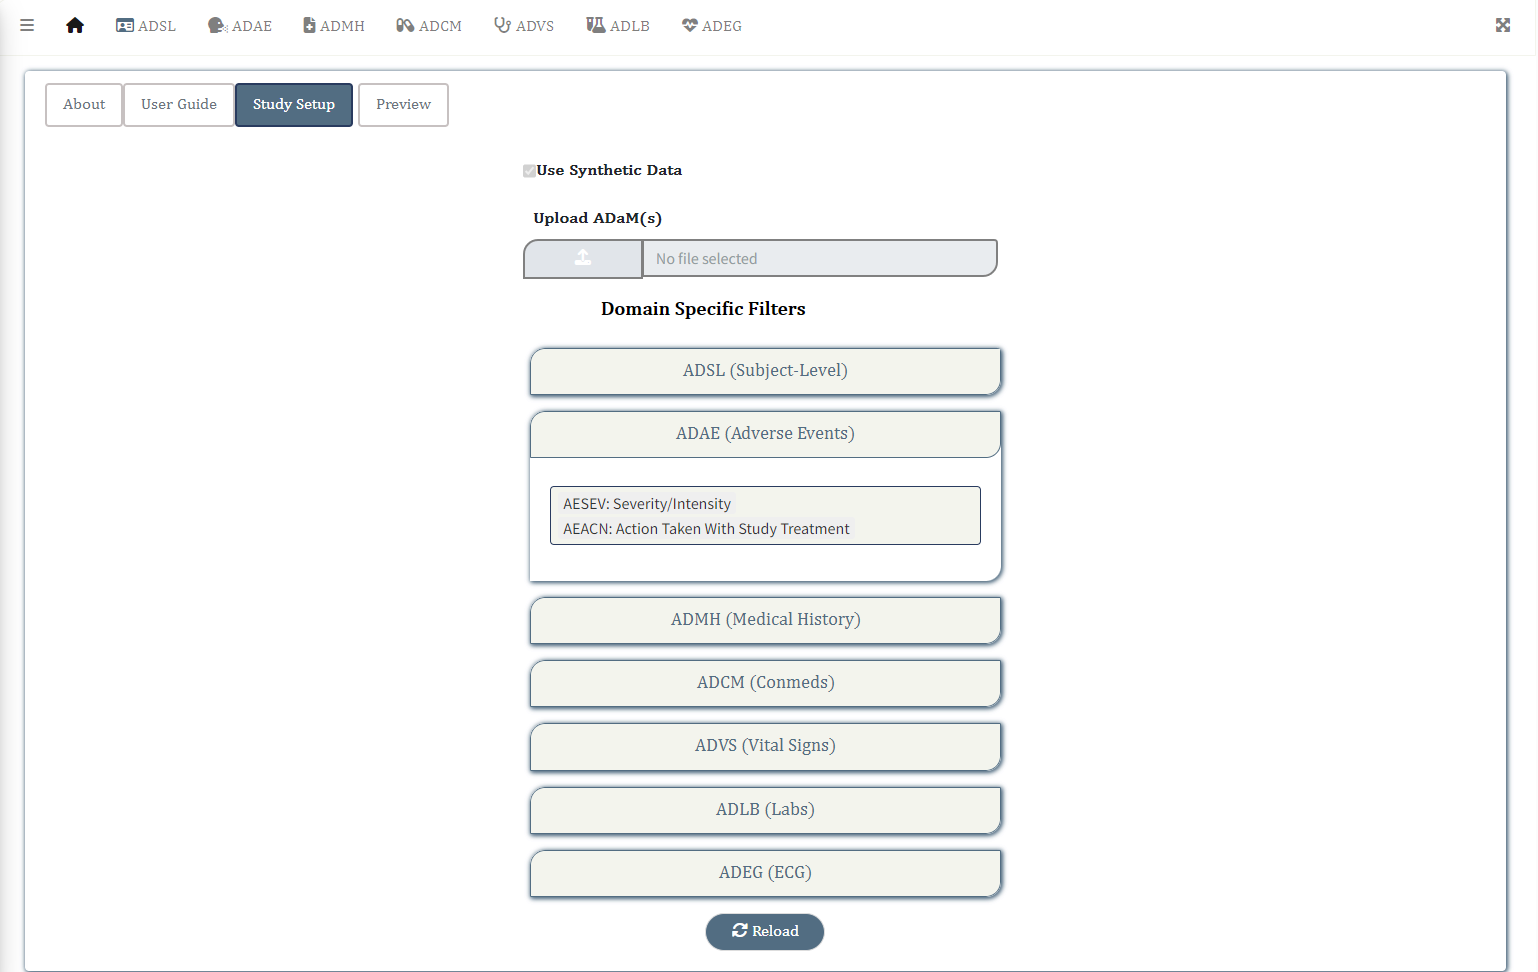 ADSL ADAE ADMH ADCM ADVS ADLB ADEG
About User Guide Study Setup Preview
Use Synthetic Data
Upload ADaM(s)
No file selected
Domain Specific Filters
ADSL (Subject-Level)
ADAE (Adverse Events)
AESEV: Severity/Intensity
AEACN: Action Taken With Study Treatment
ADMH (Medical History)
ADCM (Conmeds)
ADVS (Vital Signs)
ADLB (Labs)
ADEG (ECG)
Reload